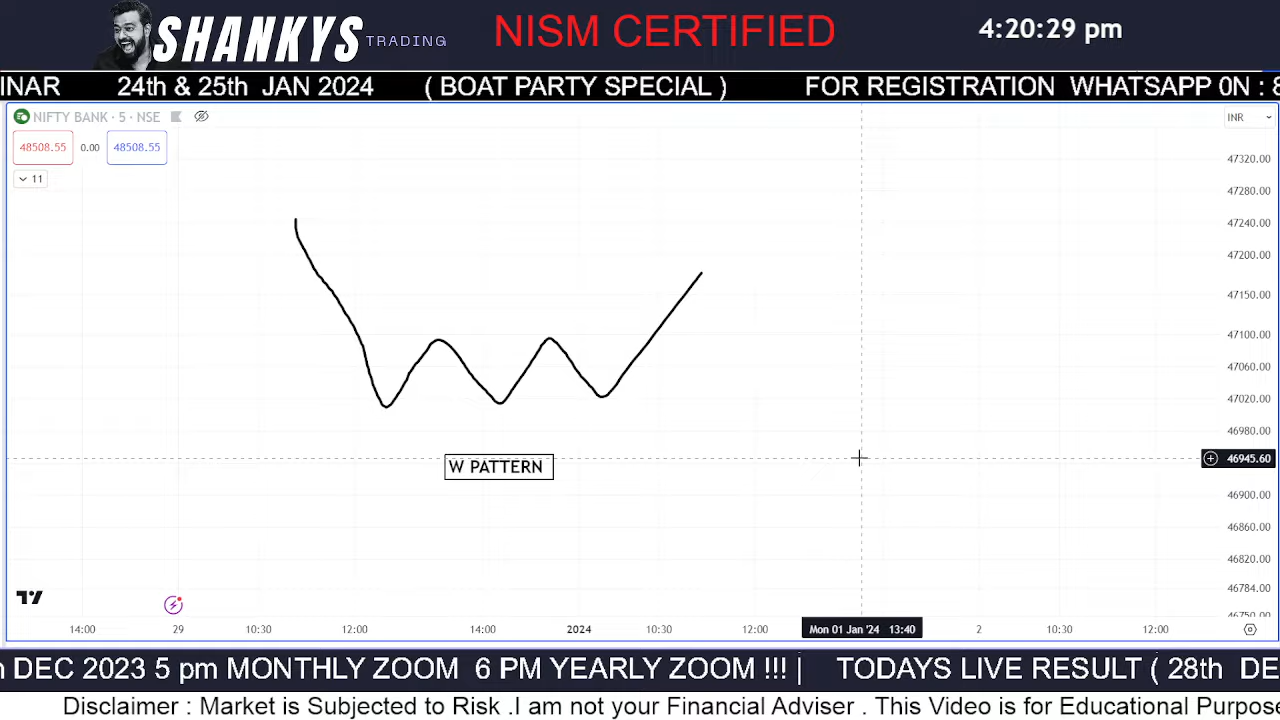 SHANKYS TRADING
NISM CERTIFIED
4:20:29 pm
INAR 24th & 25th JAN 2024 ( BOAT PARTY SPECIAL ) FOR REGISTRATION WHATSAPP 0N : 8
NIFTY BANK · 5 · NSE
INR
48508.55 0.00 48508.55
11
47320.00
47280.00
47240.00
47200.00
47150.00
47100.00
47060.00
47020.00
46980.00
W PATTERN
46945.60
46900.00
46860.00
46820.00
46784.00
46750.00
14:00 29 10:30 12:00 14:00 2024 10:30 12:00 Mon 01 Jan '24 13:40 2 10:30 12:00
DEC 2023 5 pm MONTHLY ZOOM 6 PM YEARLY ZOOM !!! | TODAYS LIVE RESULT ( 28th DE
Disclaimer : Market is Subjected to Risk .I am not your Financial Adviser . This Video is for Educational Purpose